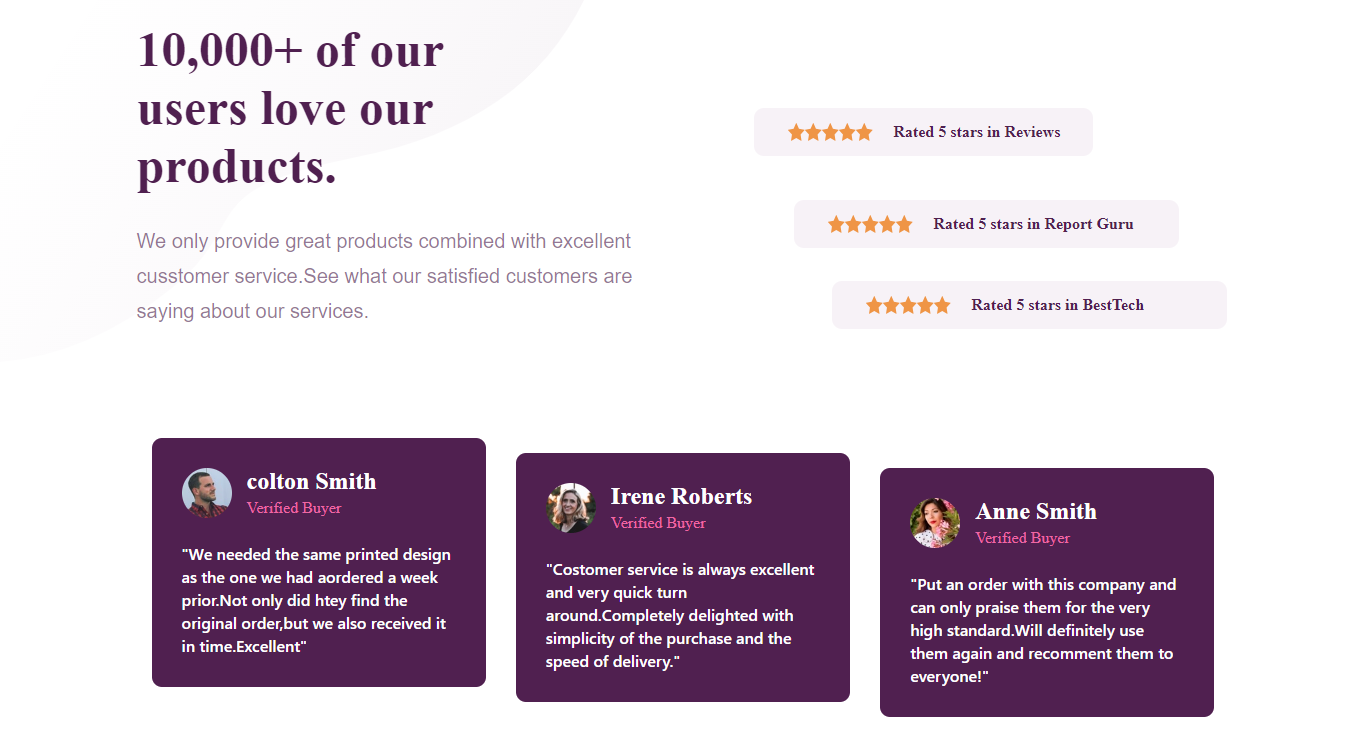 10,000+ of our
users love our
products.
We only provide great products combined with excellent
cusstomer service.See what our satisfied customers are
saying about our services.
Rated 5 stars in Reviews
Rated 5 stars in Report Guru
Rated 5 stars in BestTech
colton Smith
Verified Buyer
"We needed the same printed design
as the one we had aordered a week
prior.Not only did htey find the
original order,but we also received it
in time.Excellent"
Irene Roberts
Verified Buyer
"Costomer service is always excellent
and very quick turn
around.Completely delighted with
simplicity of the purchase and the
speed of delivery."
Anne Smith
Verified Buyer
"Put an order with this company and
can only praise them for the very
high standard.Will definitely use
them again and recomment them to
everyone!"